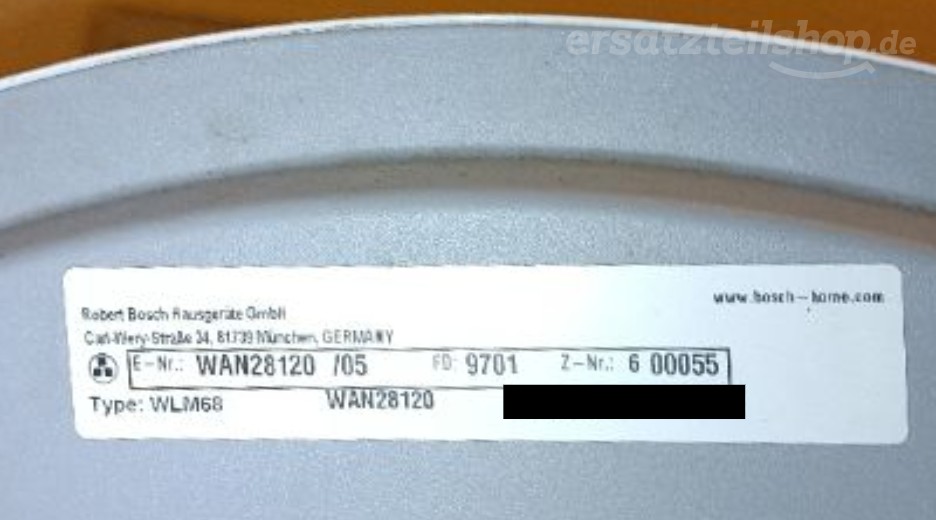 ersatzteilshop.de
www.bosch-home.com
Robert Bosch Hausgeräte GmbH
Carl-Wery-Straße 34, 81739 München, GERMANY
E-Nr.: WAN28120 /05 FD: 9701 Z-Nr.: 6 00055
Type: WLM68 WAN28120